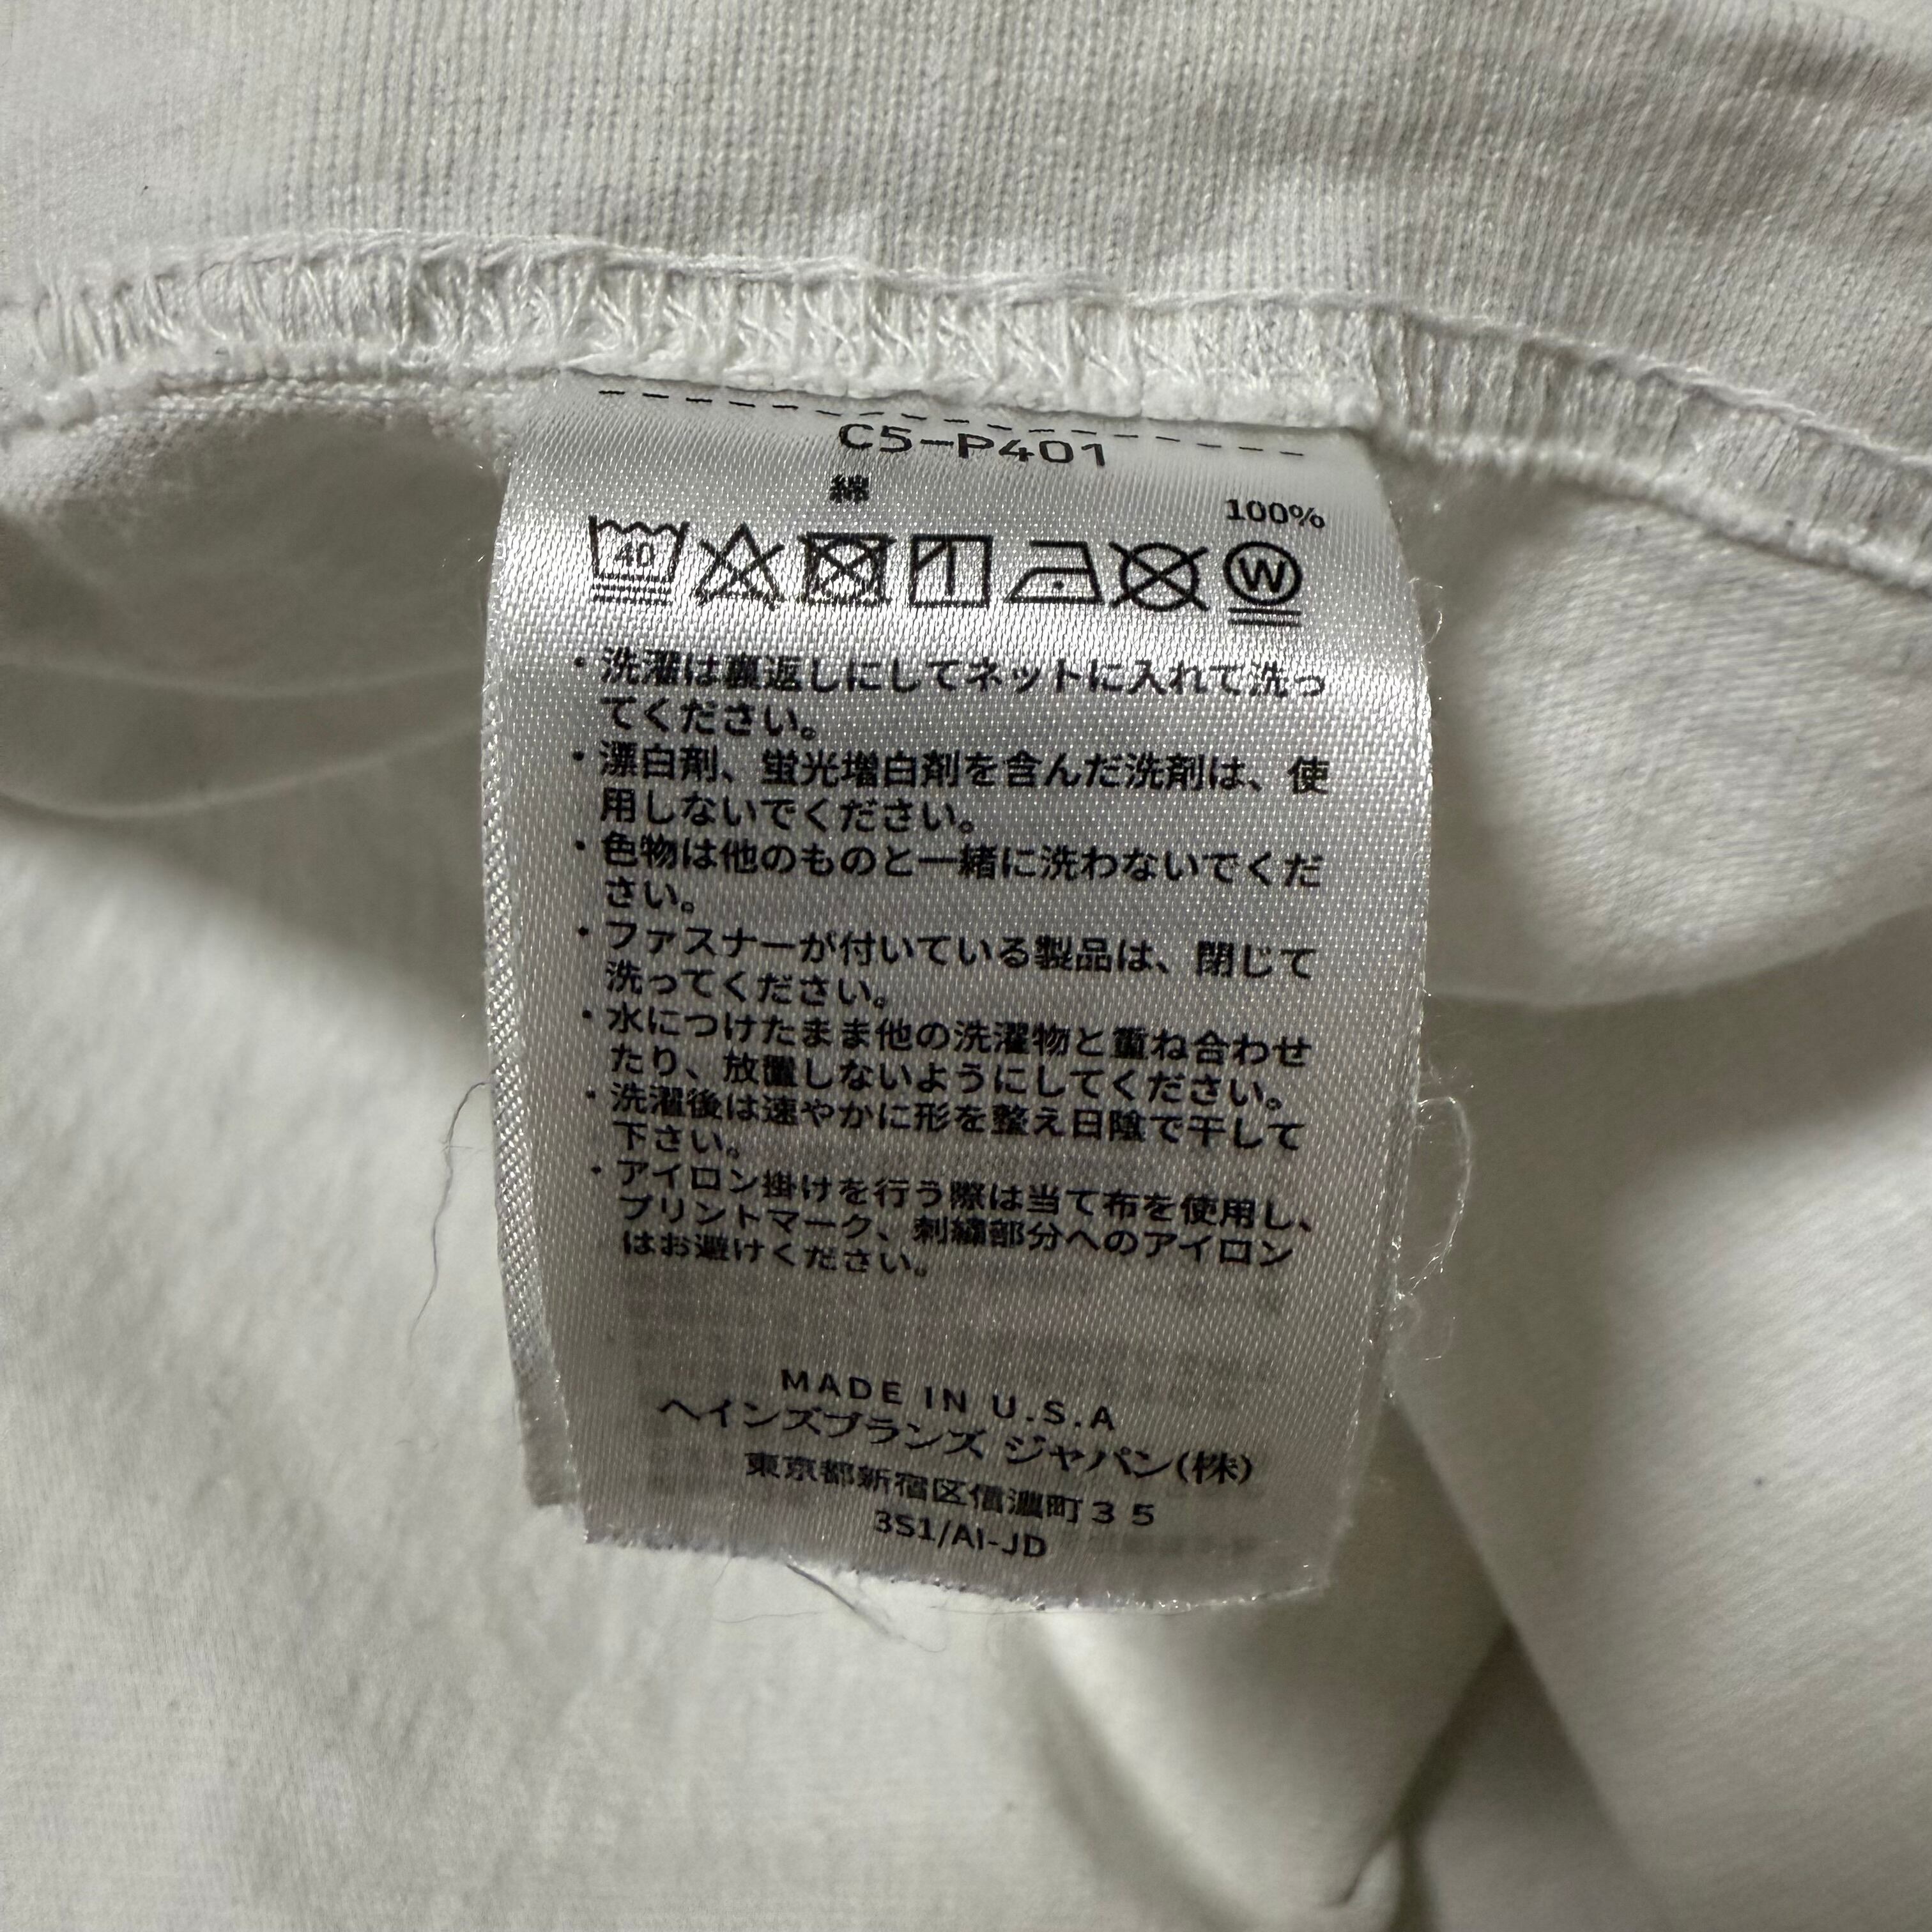 C5-P401
綿 100%
40 W
・洗濯は裏返しにしてネットに入れて洗っ
てください。
・漂白剤、蛍光増白剤を含んだ洗剤は、使
用しないでください。
・色物は他のものと一緒に洗わないでくだ
さい。
・ファスナーが付いている製品は、閉じて
洗ってください。
・水につけたまま他の洗濯物と重ね合わせ
たり、放置しないようにしてください。
・洗濯後は速やかに形を整え日陰で干して
下さい。
・アイロン掛けを行う際は当て布を使用し、
プリントマーク、刺繍部分へのアイロン
はお避けください。
MADE IN U.S.A
ヘインズブランズ ジャパン(株)
東京都新宿区信濃町３５
3S1/AI-JD